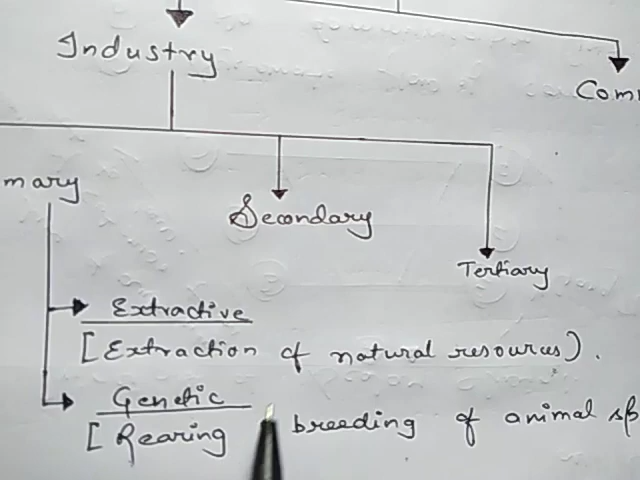 Industry
Com
mary
Secondary
Tertiary
Extractive
[Extraction of natural resources).
Genetic
[Rearing breeding of animal sp